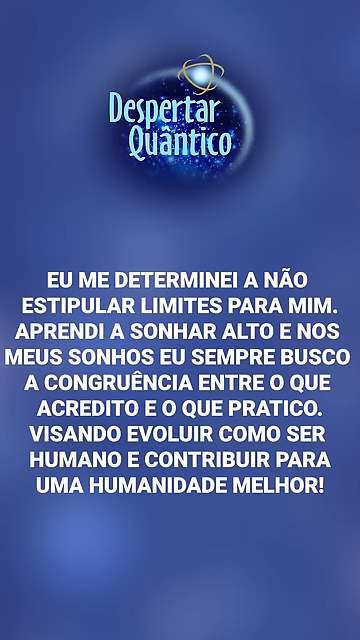 Despertar
Quântico
EU ME DETERMINEI A NÃO
ESTIPULAR LIMITES PARA MIM.
APRENDI A SONHAR ALTO E NOS
MEUS SONHOS EU SEMPRE BUSCO
A CONGRUÊNCIA ENTRE O QUE
ACREDITO E O QUE PRATICO.
VISANDO EVOLUIR COMO SER
HUMANO E CONTRIBUIR PARA
UMA HUMANIDADE MELHOR!